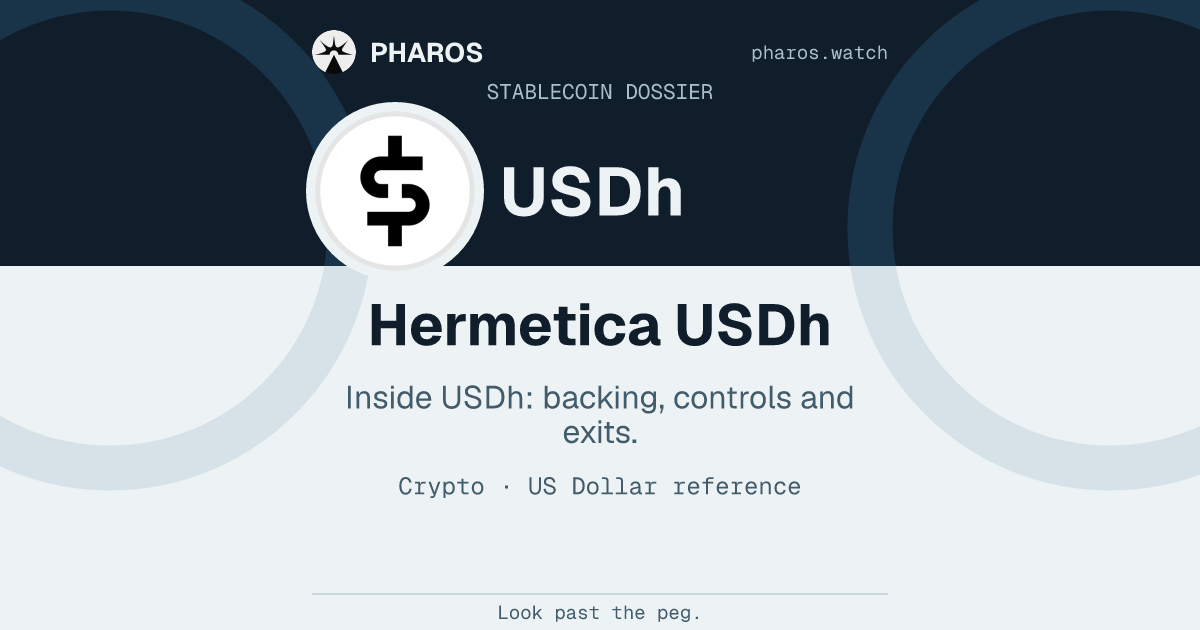 PHAROS
pharos.watch
STABLECOIN DOSSIER
USDh
Hermetica USDh
Inside USDh: backing, controls and
exits.
Crypto · US Dollar reference
Look past the peg.